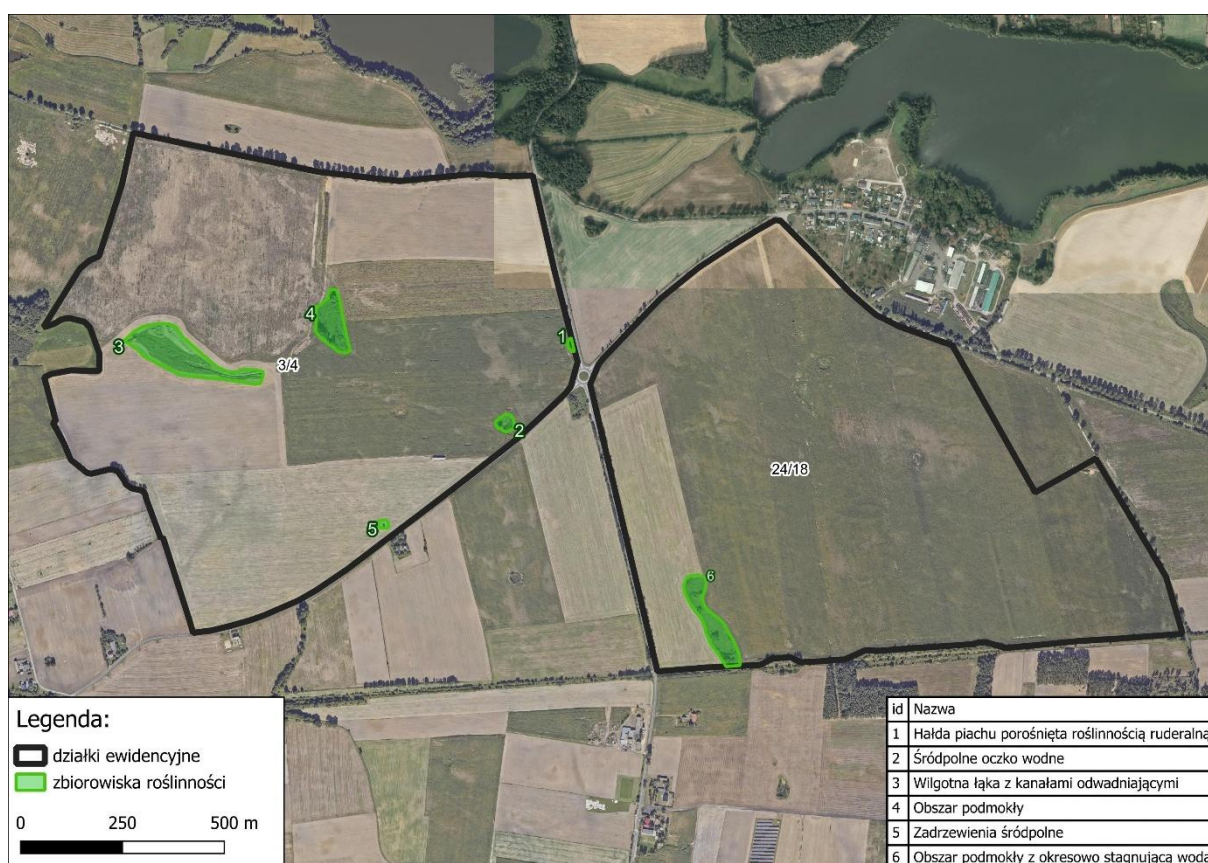 3
4
3/4
1
2
5
24/18
6
Legenda:
działki ewidencyjne
zbiorowiska roślinności
0 250 500 m
id Nazwa
1 Hałda piachu porośnięta roślinnością ruderalną
2 Śródpolne oczko wodne
3 Wilgotna łąka z kanałami odwadniającymi
4 Obszar podmokły
5 Zadrzewienia śródpolne
6 Obszar podmokły z okresowo stagnującą wodą